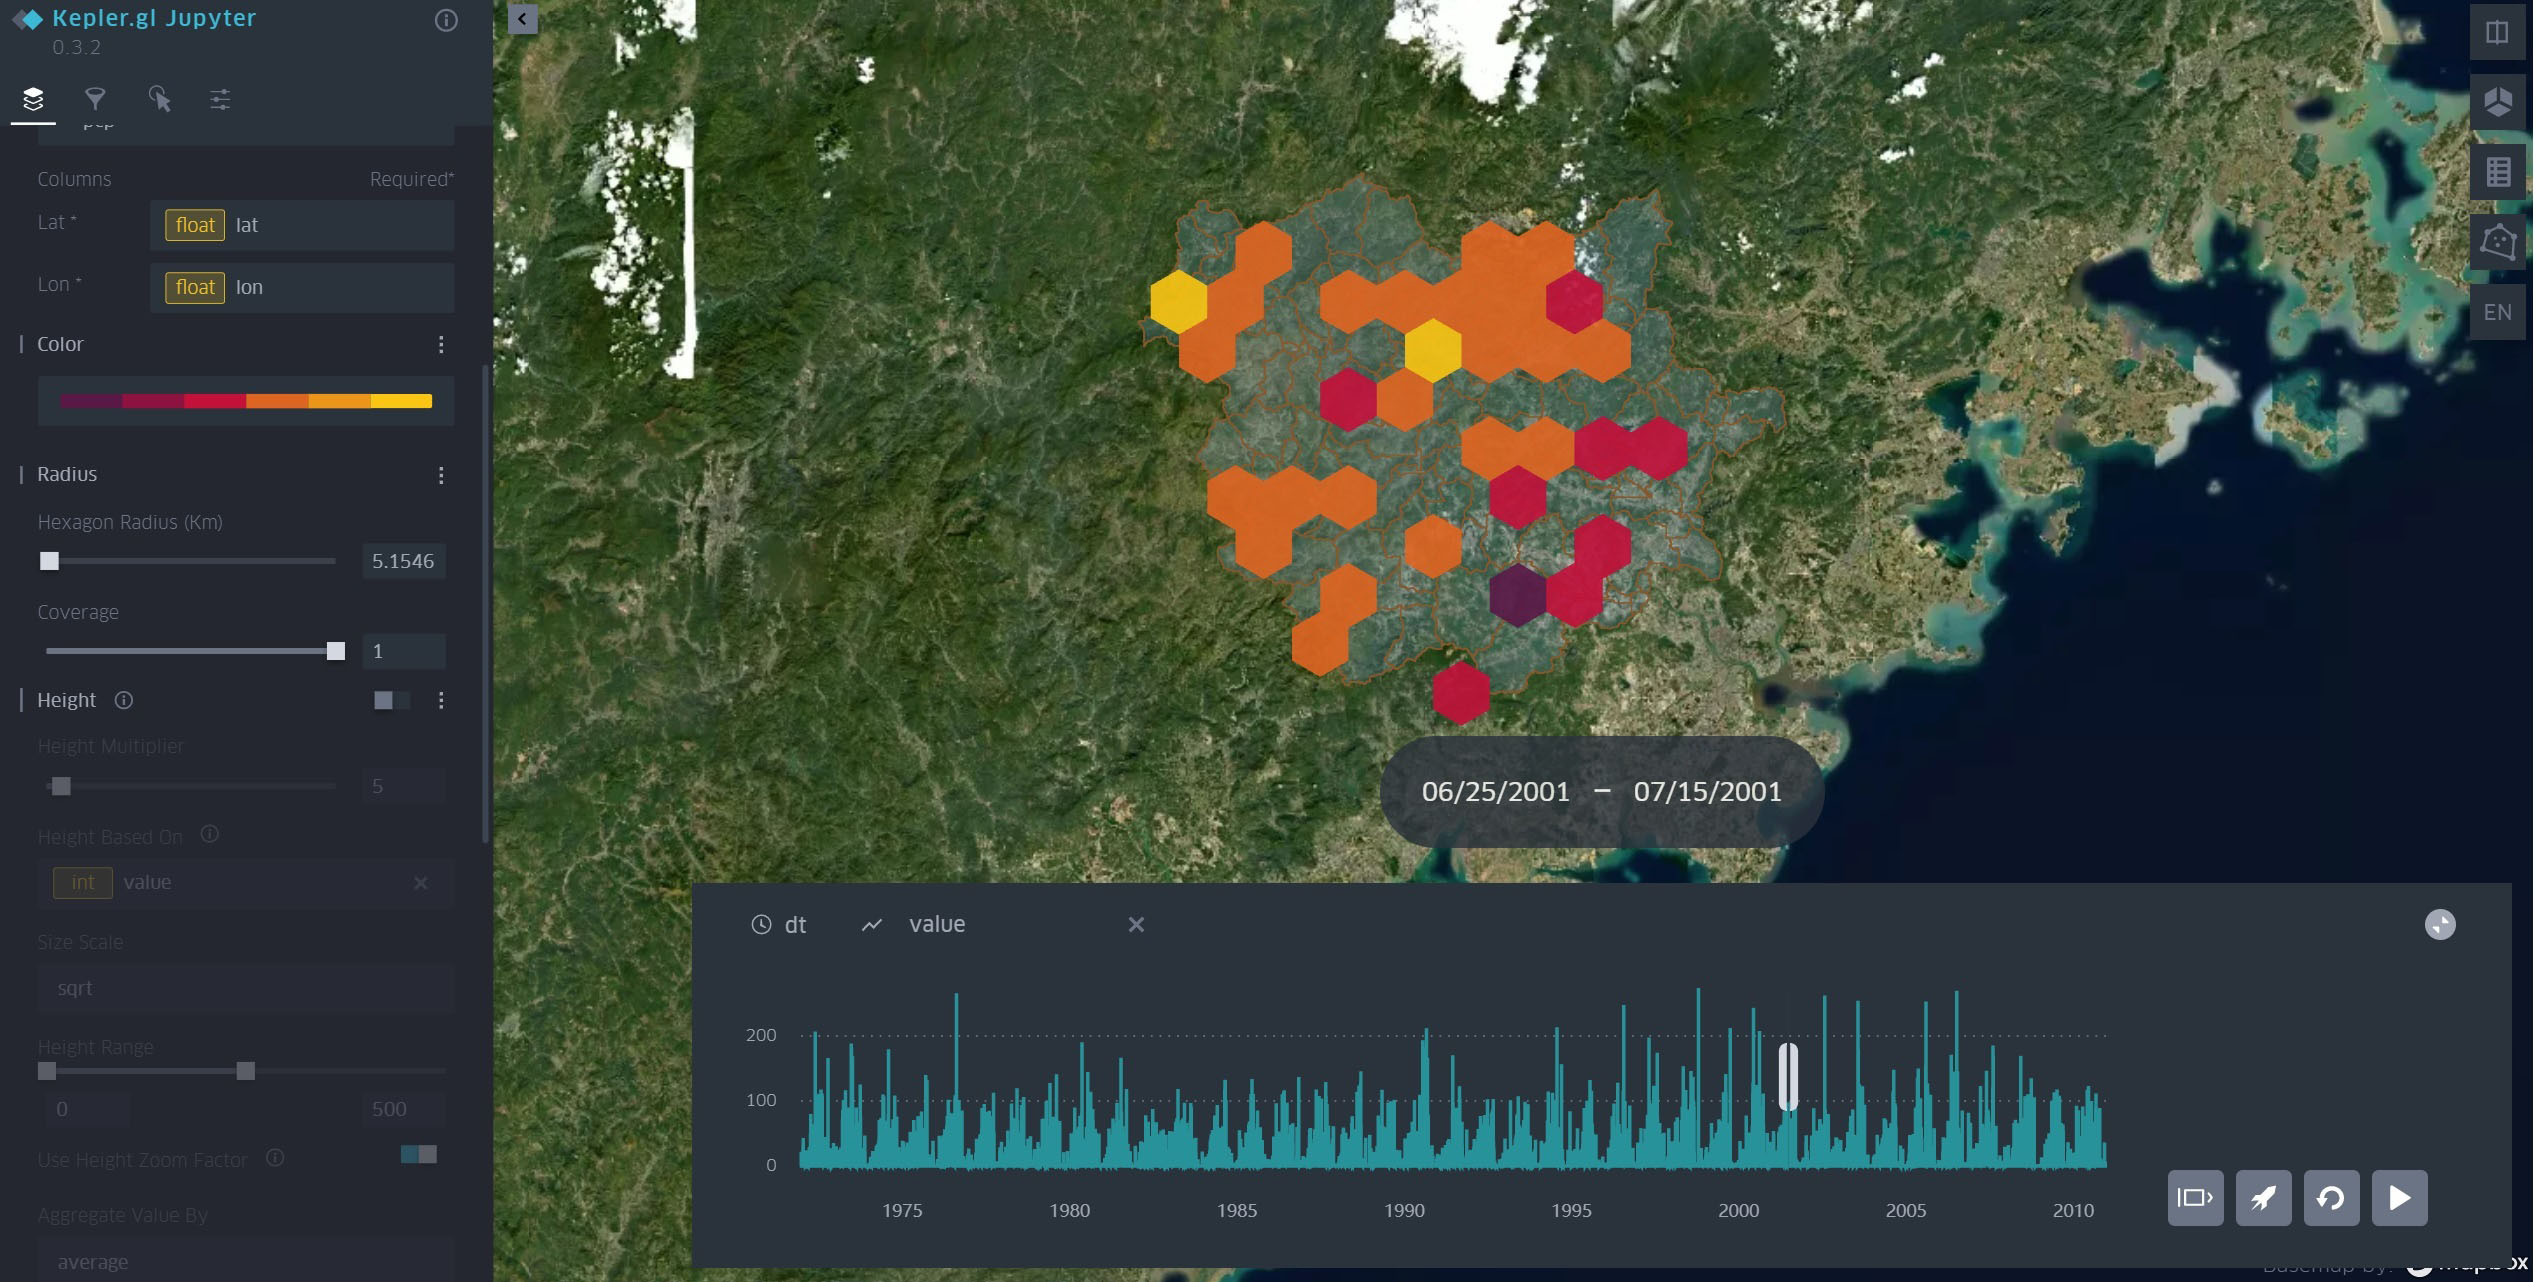 Kepler.gl Jupyter
0.3.2
pcp
Columns Required*
Lat * float lat
Lon * float lon
Color
Radius
Hexagon Radius (Km)
5.1546
Coverage
1
Height
Height Multiplier
5
Height Based On
int value
Size Scale
sqrt
Height Range
0 500
Use Height Zoom Factor
Aggregate Value By
average
EN
06/25/2001 – 07/15/2001
dt value
200
100
0
1975 1980 1985 1990 1995 2000 2005 2010
Basemap by: mapbox